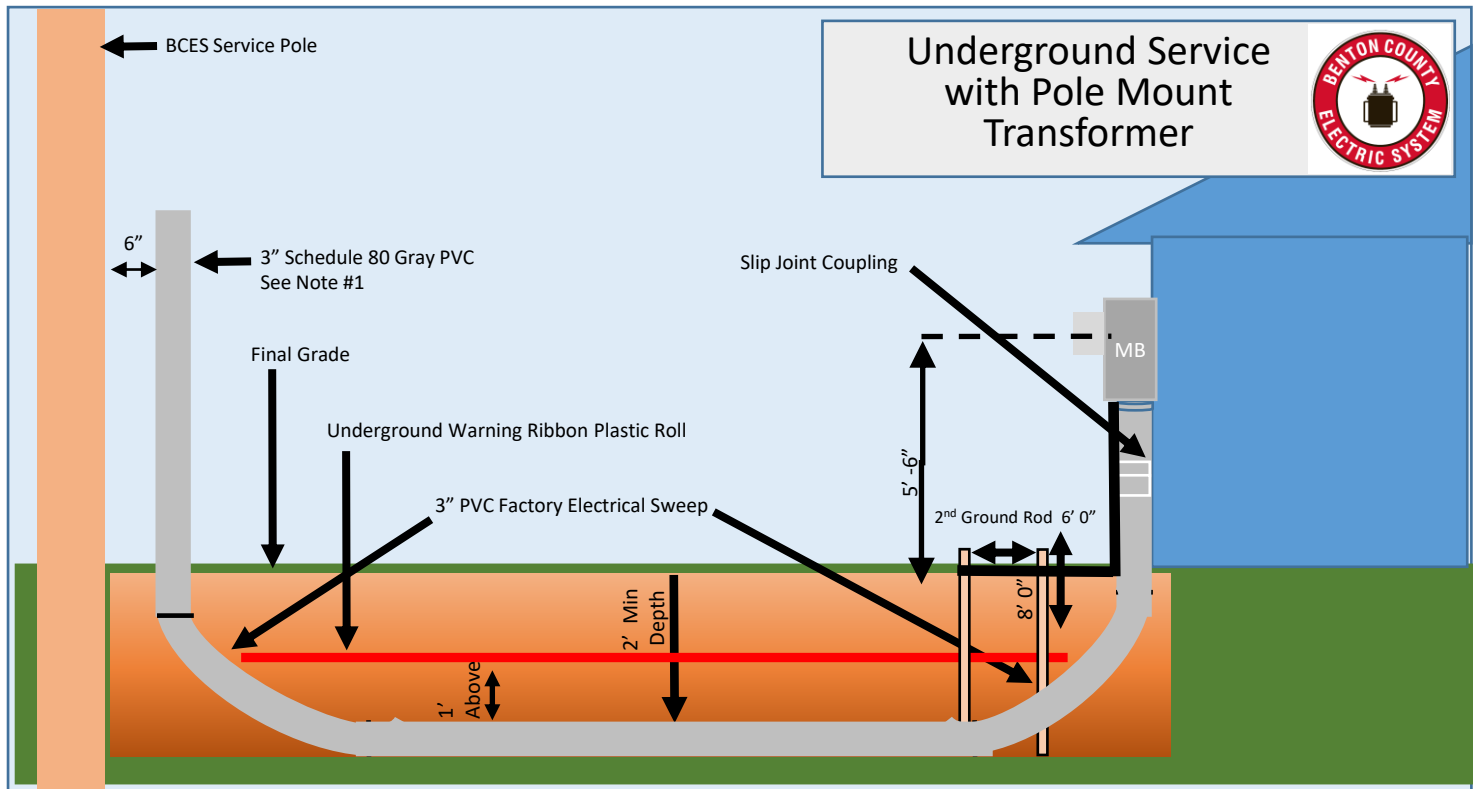 BCES Service Pole
Underground Service
with Pole Mount
Transformer
BENTON COUNTY
ELECTRIC SYSTEM
6”
3” Schedule 80 Gray PVC
See Note #1
Slip Joint Coupling
MB
Final Grade
Underground Warning Ribbon Plastic Roll
5’ -6”
3” PVC Factory Electrical Sweep
2nd Ground Rod 6’ 0”
2’ Min
Depth
8’ 0”
1’
Above